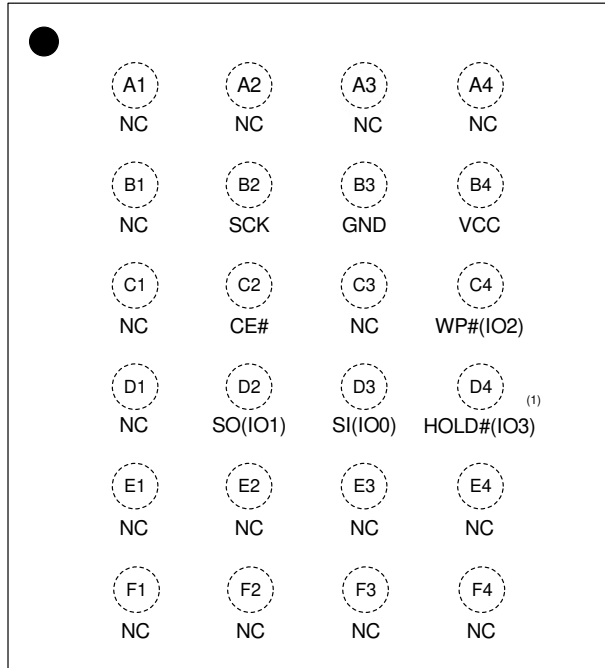 A1 A2 A3 A4
NC NC NC NC
B1 B2 B3 B4
NC SCK GND VCC
C1 C2 C3 C4
NC CE# NC WP#(IO2)
D1 D2 D3 D4 (1)
NC SO(IO1) SI(IO0) HOLD#(IO3)
E1 E2 E3 E4
NC NC NC NC
F1 F2 F3 F4
NC NC NC NC